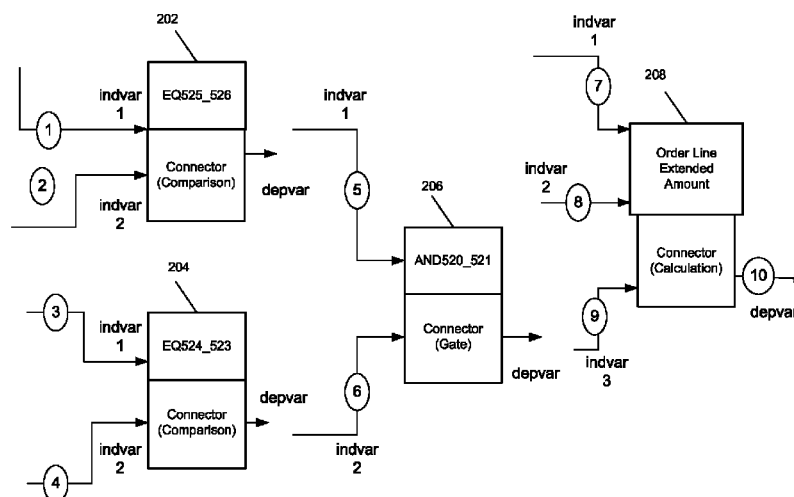 202
EQ525_526
indvar
1
1
2
Connector
(Comparison)
depvar
indvar
2
204
3
EQ524_523
indvar
1
Connector
(Comparison)
depvar
indvar
2
4
indvar
1
5
206
AND520_521
Connector
(Gate)
depvar
6
indvar
2
indvar
1
7
208
Order Line
Extended
Amount
indvar
2
8
Connector
(Calculation)
10
depvar
9
indvar
3